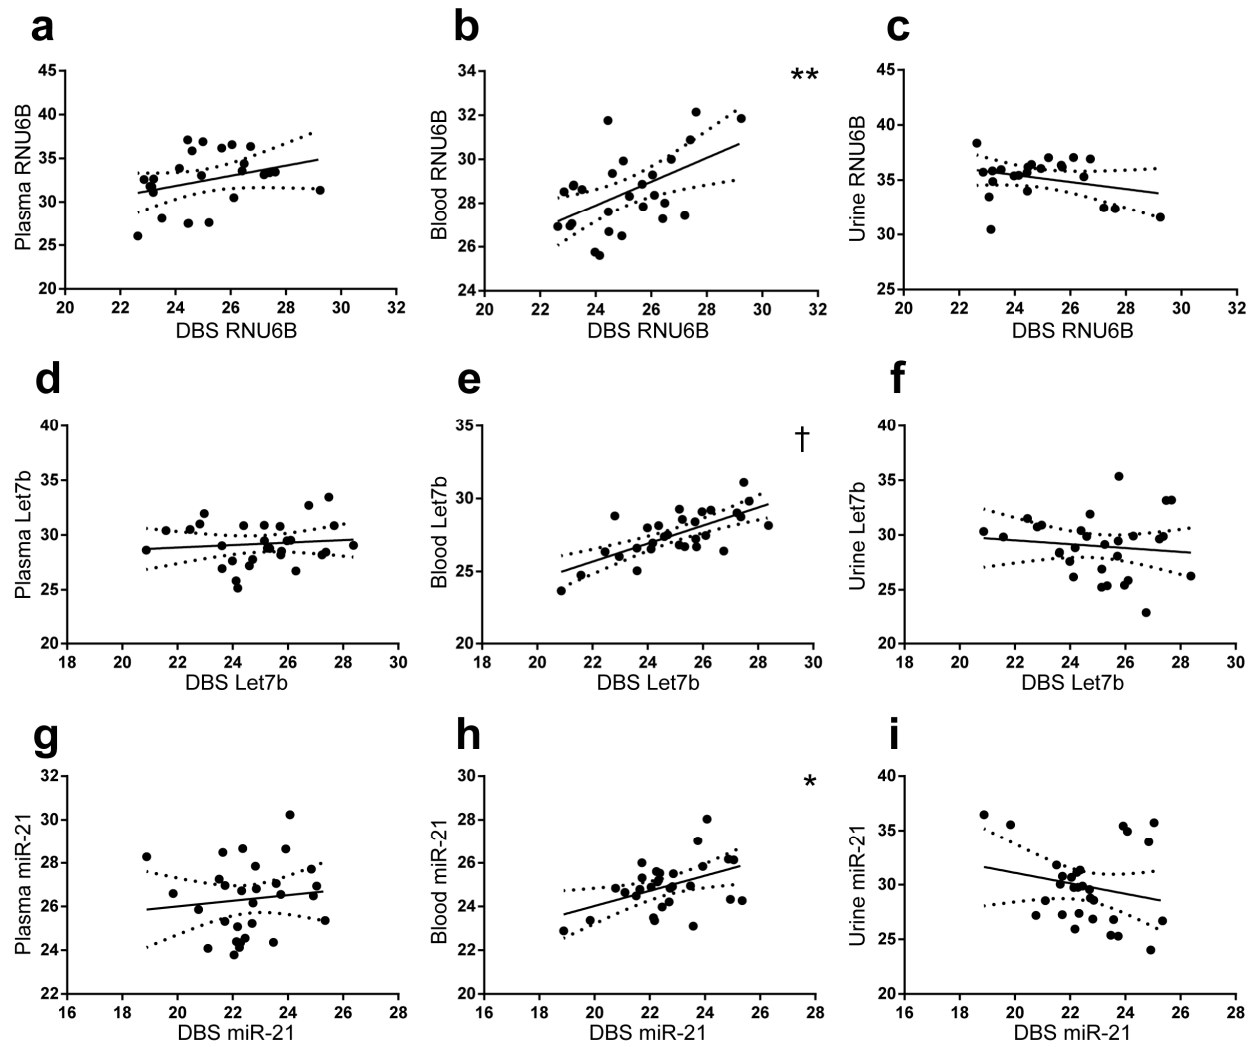 a
45
40
35
30
25
20
Plasma RNU6B
20 22 24 26 28 30 32
DBS RNU6B
b
34
32
30
28
26
24
Blood RNU6B
**
20 22 24 26 28 30 32
DBS RNU6B
c
45
40
35
30
25
Urine RNU6B
20 22 24 26 28 30 32
DBS RNU6B
d
40
35
30
25
20
Plasma Let7b
18 20 22 24 26 28 30
DBS Let7b
e
35
30
25
20
Blood Let7b
†
18 20 22 24 26 28 30
DBS Let7b
f
40
35
30
25
20
Urine Let7b
18 20 22 24 26 28 30
DBS Let7b
g
32
30
28
26
24
22
Plasma miR-21
16 18 20 22 24 26 28
DBS miR-21
h
30
28
26
24
22
20
Blood miR-21
*
16 18 20 22 24 26 28
DBS miR-21
i
40
35
30
25
20
Urine miR-21
16 18 20 22 24 26 28
DBS miR-21